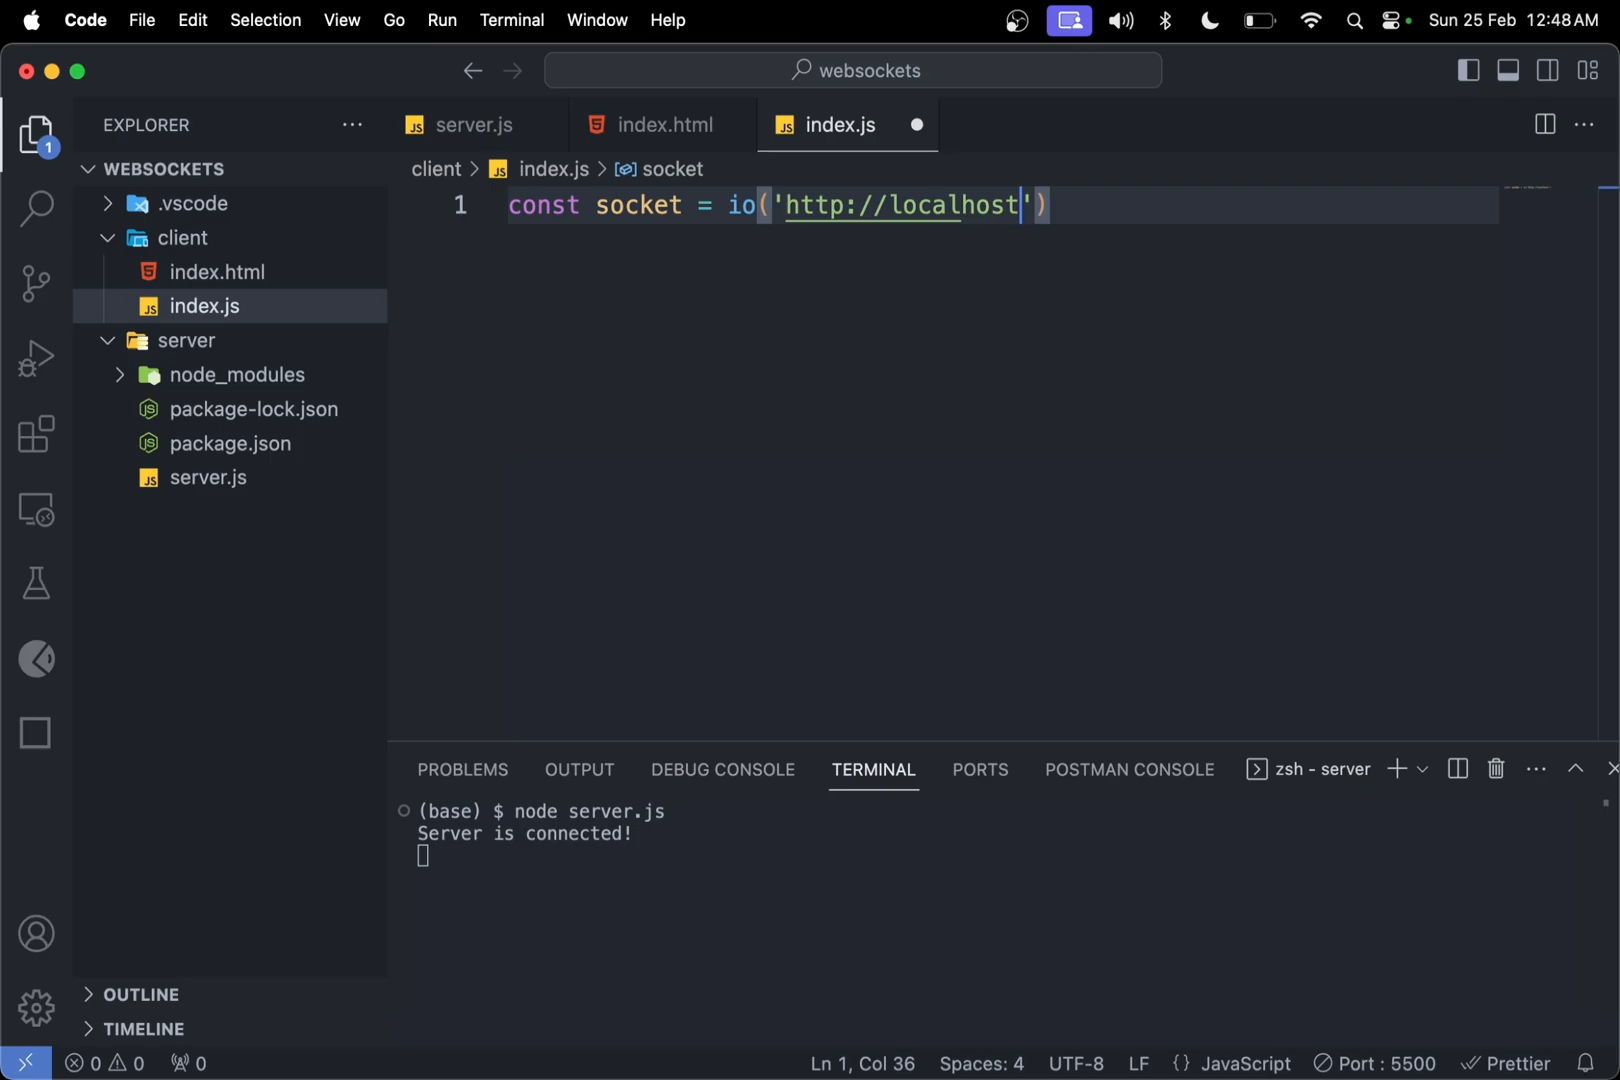 Code File Edit Selection View Go Run Terminal Window Help Sun 25 Feb 12:48 AM
websockets
EXPLORER
server.js
index.html
index.js
1
WEBSOCKETS
client > index.js > socket
.vscode
1 const socket = io('http://localhost')
client
index.html
index.js
server
node_modules
package-lock.json
package.json
server.js
PROBLEMS OUTPUT DEBUG CONSOLE TERMINAL PORTS POSTMAN CONSOLE zsh - server
(base) $ node server.js
Server is connected!
OUTLINE
TIMELINE
0 0 0 Ln 1, Col 36 Spaces: 4 UTF-8 LF {} JavaScript Port : 5500 Prettier